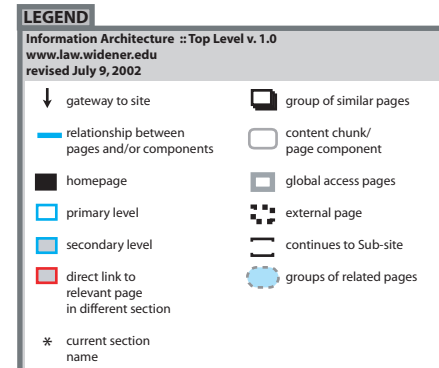 LEGEND
Information Architecture :: Top Level v. 1.0
www.law.widener.edu
revised July 9, 2002
gateway to site
relationship between
pages and/or components
homepage
primary level
secondary level
direct link to
relevant page
in different section
* current section
name
group of similar pages
content chunk/
page component
global access pages
external page
continues to Sub-site
groups of related pages